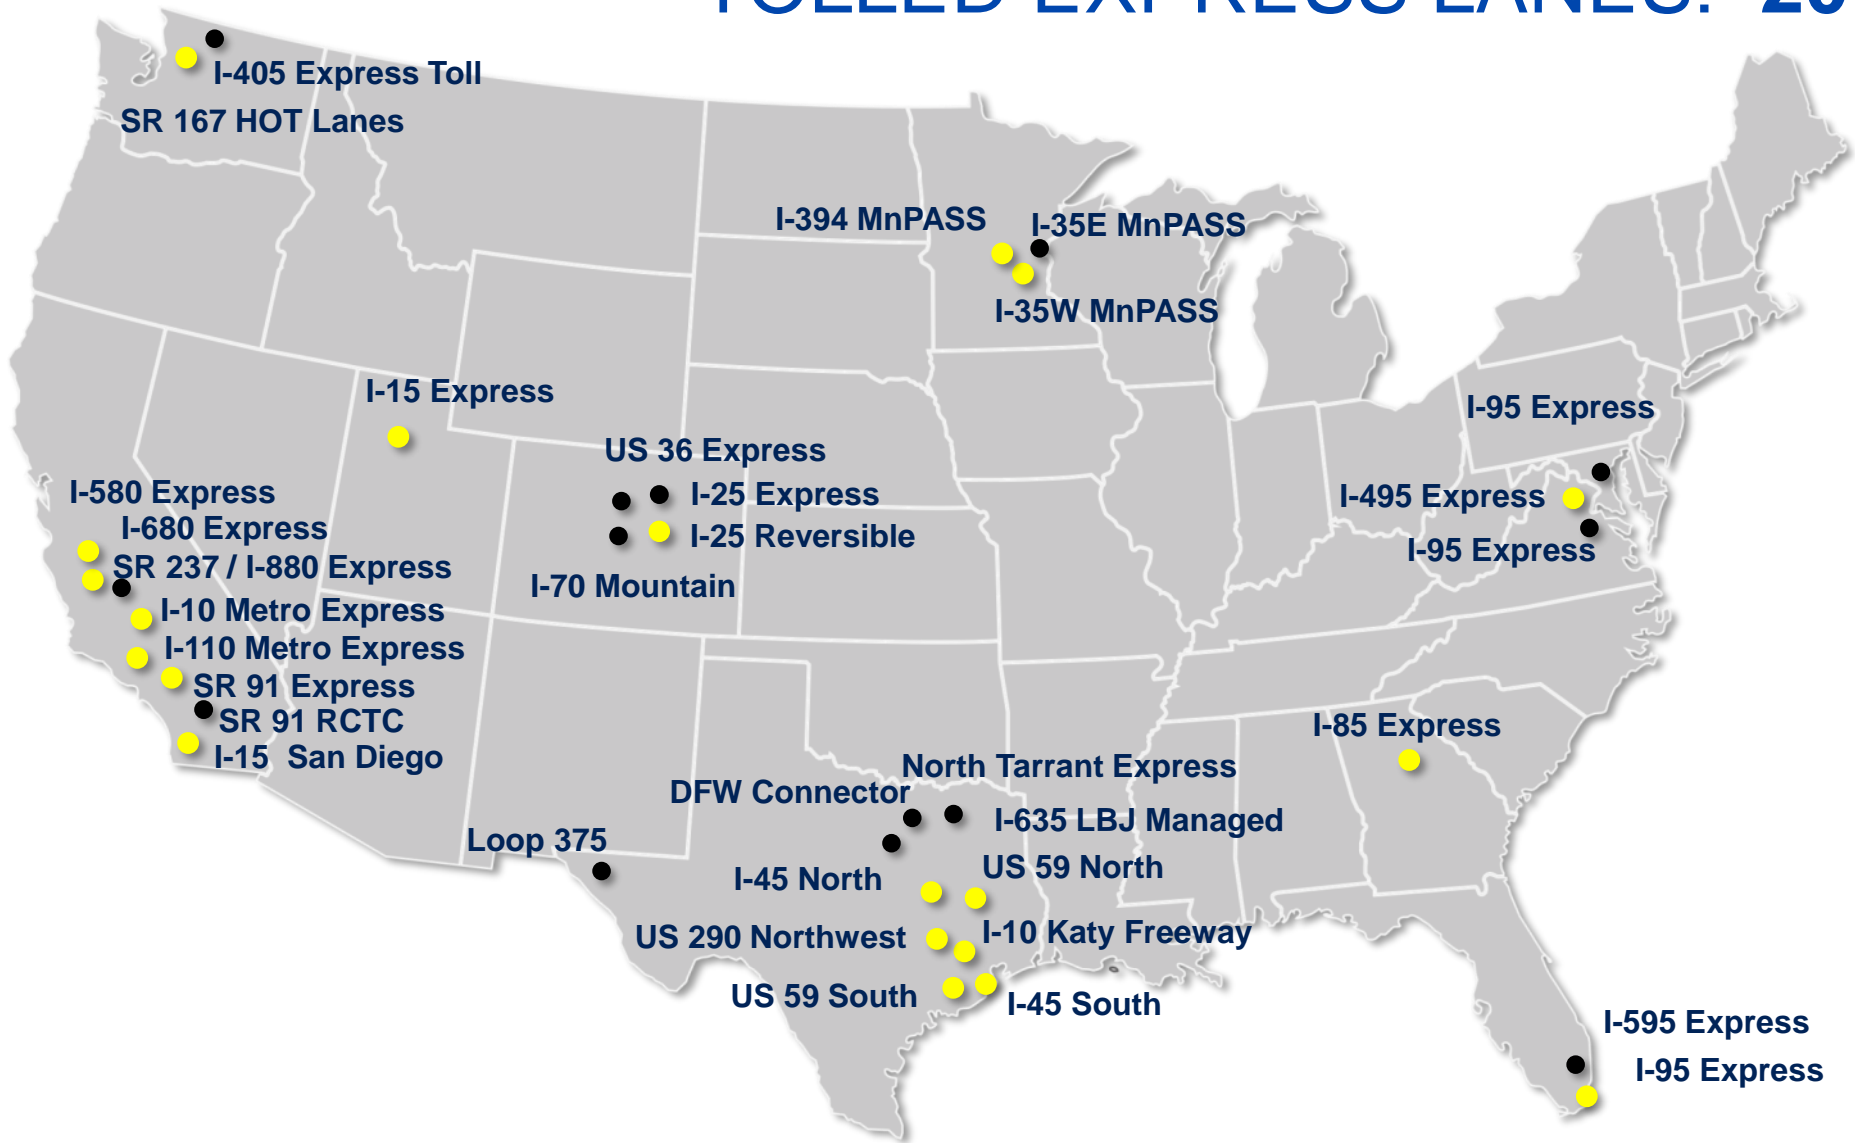 TOLLED EXPRESS LANES:
I-405 Express Toll
SR 167 HOT Lanes
I-394 MnPASS
I-35E MnPASS
I-35W MnPASS
I-15 Express
I-95 Express
US 36 Express
I-580 Express
I-25 Express
I-495 Express
I-680 Express
I-25 Reversible
I-95 Express
SR 237 / I-880 Express
I-70 Mountain
I-10 Metro Express
I-110 Metro Express
SR 91 Express
SR 91 RCTC
I-85 Express
I-15 San Diego
North Tarrant Express
DFW Connector
I-635 LBJ Managed
Loop 375
US 59 North
I-45 North
I-10 Katy Freeway
US 290 Northwest
US 59 South
I-45 South
I-595 Express
I-95 Express